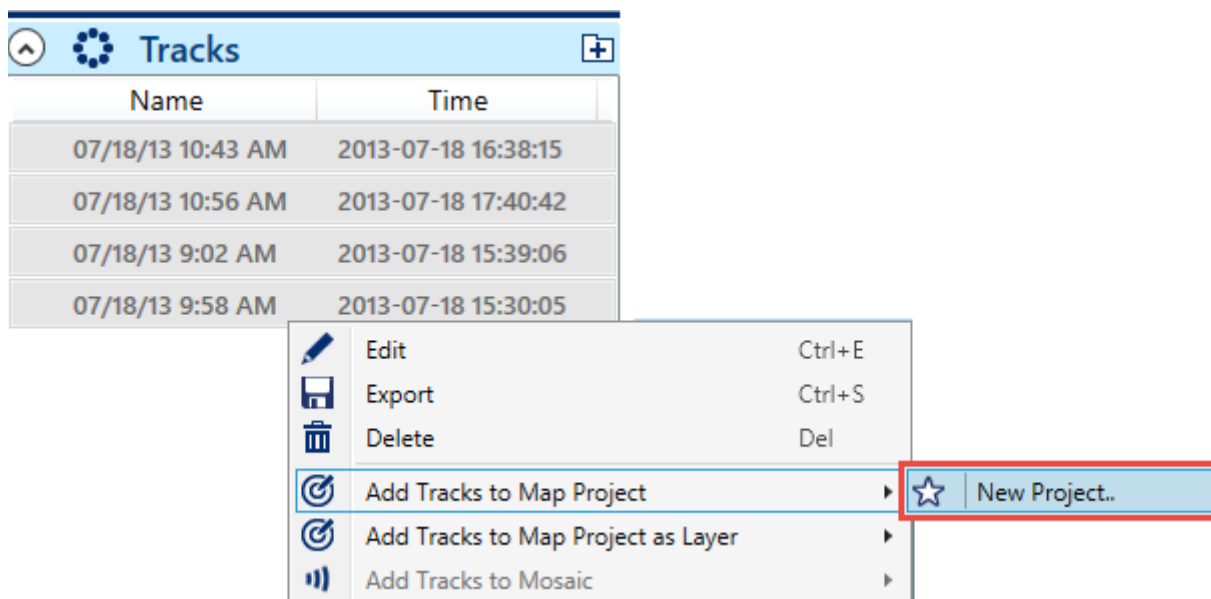 Tracks
Name Time
07/18/13 10:43 AM 2013-07-18 16:38:15
07/18/13 10:56 AM 2013-07-18 17:40:42
07/18/13 9:02 AM 2013-07-18 15:39:06
07/18/13 9:58 AM 2013-07-18 15:30:05
Edit Ctrl+E
Export Ctrl+S
Delete Del
Add Tracks to Map Project New Project..
Add Tracks to Map Project as Layer
Add Tracks to Mosaic